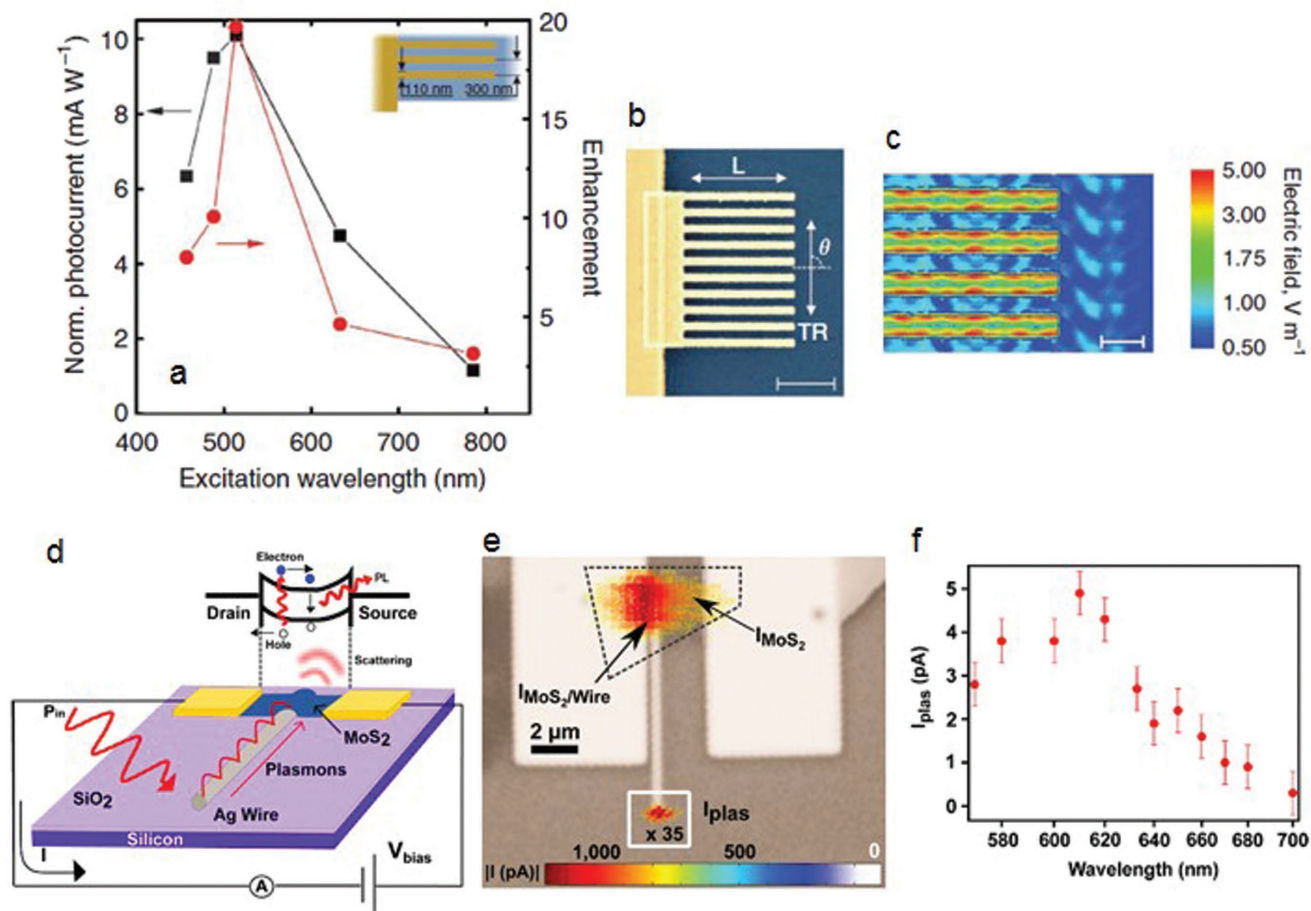 a
Norm. photocurrent (mA W⁻¹)
10
8
6
4
2
0
400
500
600
700
800
Excitation wavelength (nm)
20
15
10
5
Enhancement
110 nm
300 nm
b
L
θ
TR
c
5.00
3.00
1.75
1.00
0.50
Electric field, V m⁻¹
d
Electron
PL
Drain
Source
Hole
Scattering
Pin
MoS2
Plasmons
SiO2
Ag Wire
Silicon
I
A
Vbias
e
IMoS2
IMoS2/Wire
2 μm
Iplas
x 35
|I (pA)|
1,000
500
0
f
Iplas (pA)
5
4
3
2
1
0
580
600
620
640
660
680
700
Wavelength (nm)